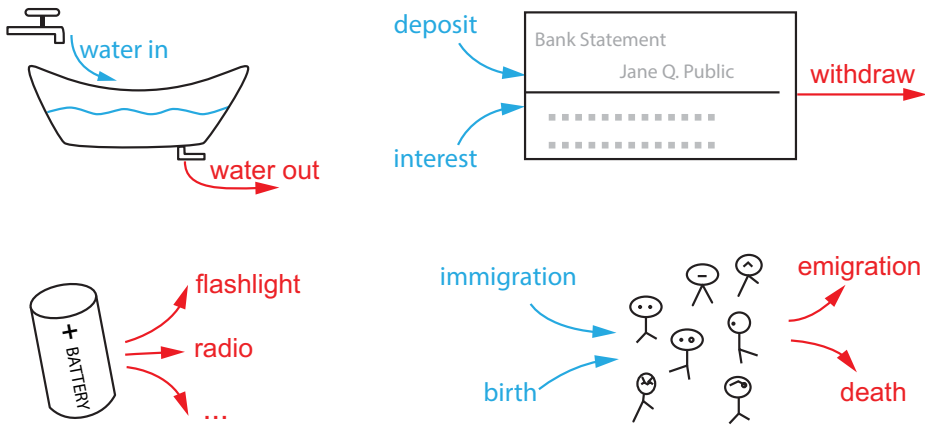 water in
water out
deposit
interest
Bank Statement
Jane Q. Public
withdraw
+ BATTERY
flashlight
radio
...
immigration
birth
emigration
death